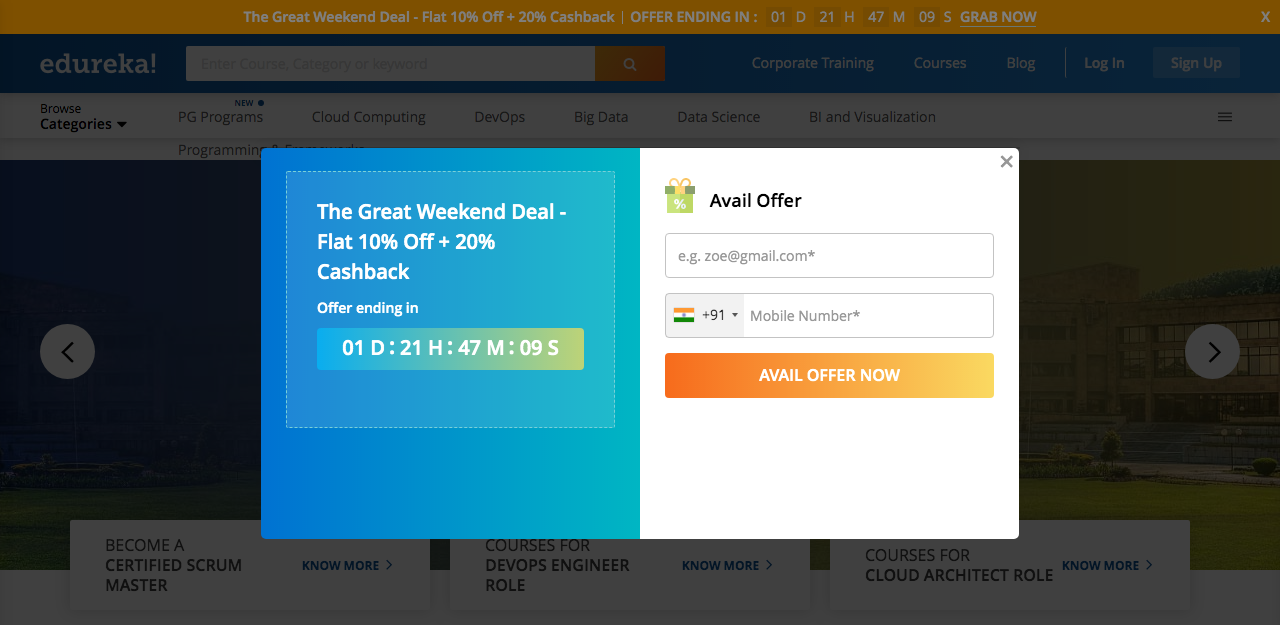 The Great Weekend Deal - Flat 10% Off + 20% Cashback | OFFER ENDING IN : 01 D 21 H 47 M 09 S GRAB NOW X
edureka!
Enter Course, Category or keyword
Corporate Training Courses Blog Log In Sign Up
Browse
Categories
NEW
PG Programs Cloud Computing DevOps Big Data Data Science BI and Visualization
Programming & Frameworks
The Great Weekend Deal -
Flat 10% Off + 20%
Cashback
Offer ending in
01 D : 21 H : 47 M : 09 S
%
Avail Offer
e.g. zoe@gmail.com*
+91 Mobile Number*
AVAIL OFFER NOW
BECOME A
CERTIFIED SCRUM
MASTER
KNOW MORE
COURSES FOR
DEVOPS ENGINEER
ROLE
KNOW MORE
COURSES FOR
CLOUD ARCHITECT ROLE
KNOW MORE